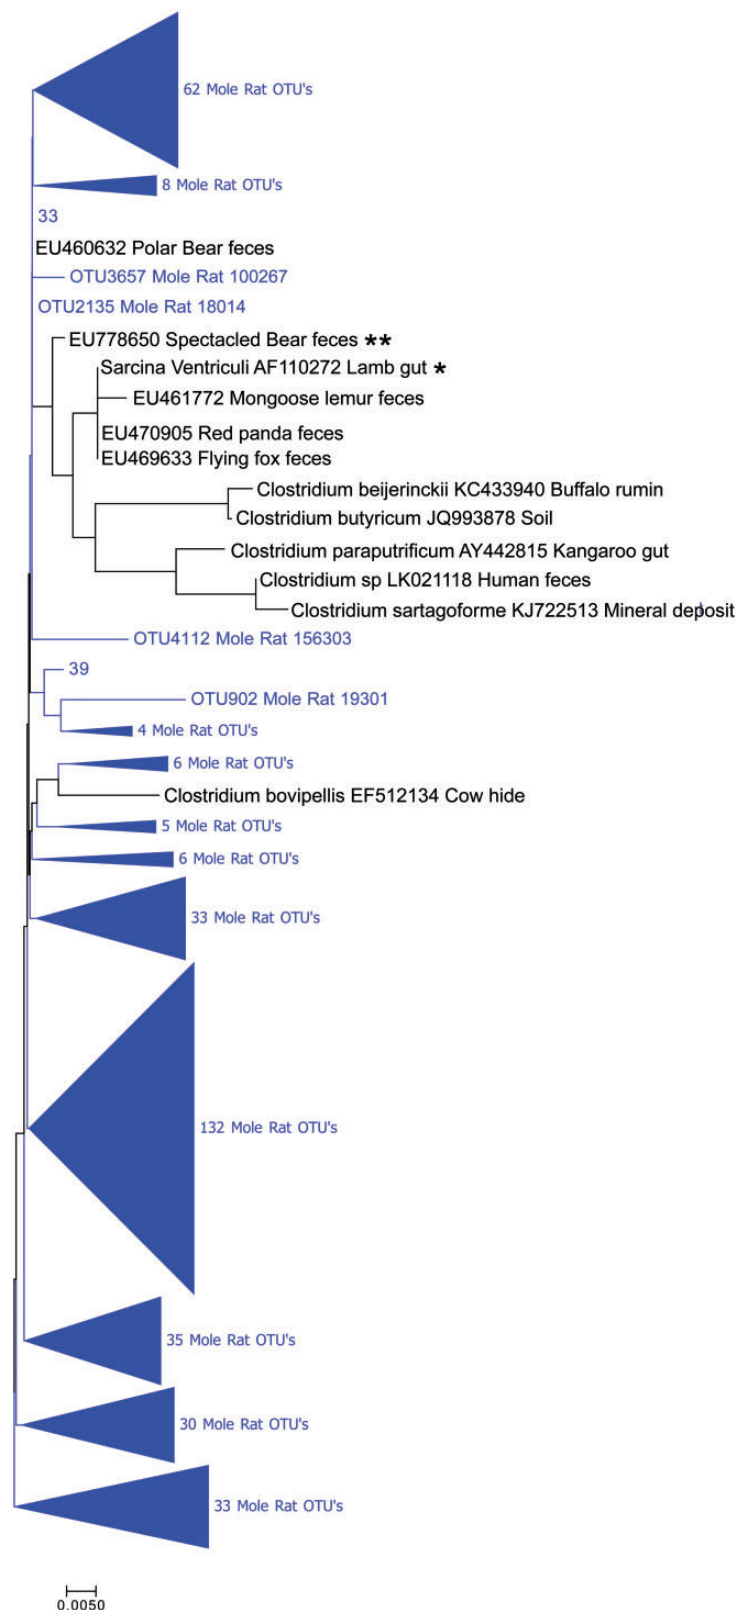 62 Mole Rat OTU's
8 Mole Rat OTU's
33
EU460632 Polar Bear feces
OTU3657 Mole Rat 100267
OTU2135 Mole Rat 18014
EU778650 Spectacled Bear feces **
Sarcina Ventriculi AF110272 Lamb gut *
EU461772 Mongoose lemur feces
EU470905 Red panda feces
EU469633 Flying fox feces
Clostridium beijerinckii KC433940 Buffalo rumin
Clostridium butyricum JQ993878 Soil
Clostridium paraputrificum AY442815 Kangaroo gut
Clostridium sp LK021118 Human feces
Clostridium sartagoforme KJ722513 Mineral deposit
OTU4112 Mole Rat 156303
39
OTU902 Mole Rat 19301
4 Mole Rat OTU's
6 Mole Rat OTU's
Clostridium bovipellis EF512134 Cow hide
5 Mole Rat OTU's
6 Mole Rat OTU's
33 Mole Rat OTU's
132 Mole Rat OTU's
35 Mole Rat OTU's
30 Mole Rat OTU's
33 Mole Rat OTU's
0.0050